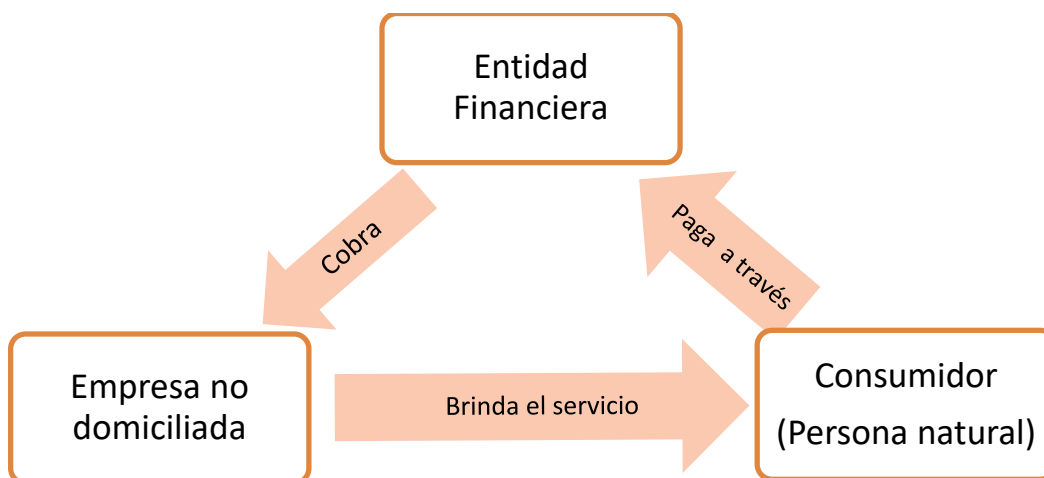 Entidad
Financiera
Cobra
Paga a través
Empresa no
domiciliada
Brinda el servicio
Consumidor
(Persona natural)